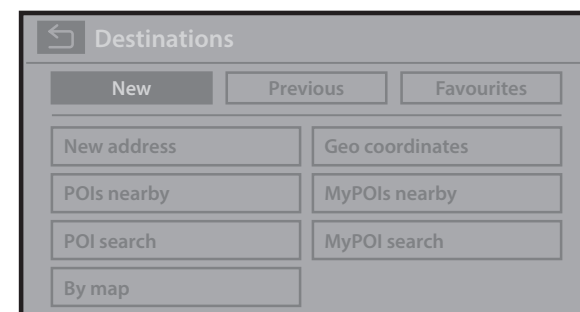 Destinations
New Previous Favourites
New address Geo coordinates
POIs nearby MyPOIs nearby
POI search MyPOI search
By map